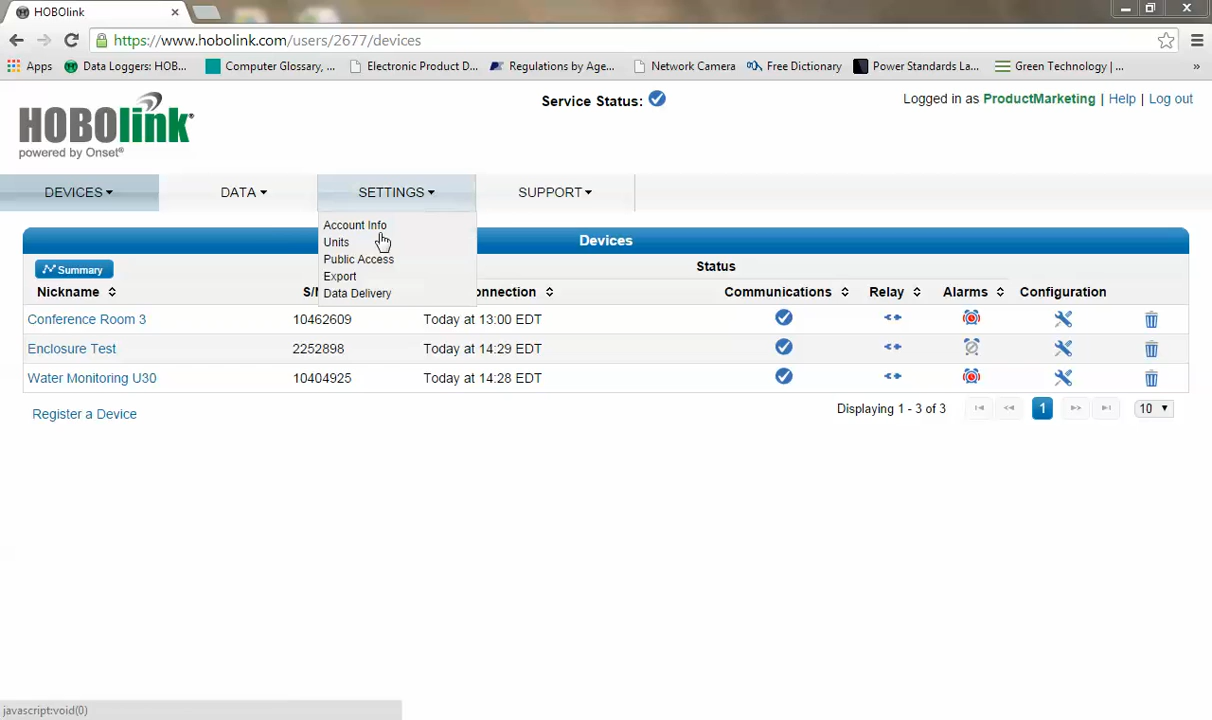 HOBOlink
https://www.hobolink.com/users/2677/devices
Apps Data Loggers: HOB... Computer Glossary, ... Electronic Product D... Regulations by Age... Network Camera Free Dictionary Power Standards La... Green Technology | ... »
HOBOlink®
powered by Onset®
Service Status:
Logged in as ProductMarketing | Help | Log out
DEVICES DATA SETTINGS SUPPORT
Account Info
Units
Public Access
Export
Data Delivery
Devices
Summary
Status
Nickname S/N Connection Communications Relay Alarms Configuration
Conference Room 3 10462609 Today at 13:00 EDT
Enclosure Test 2252898 Today at 14:29 EDT
Water Monitoring U30 10404925 Today at 14:28 EDT
Register a Device
Displaying 1 - 3 of 3 1 10
javascript:void(0)